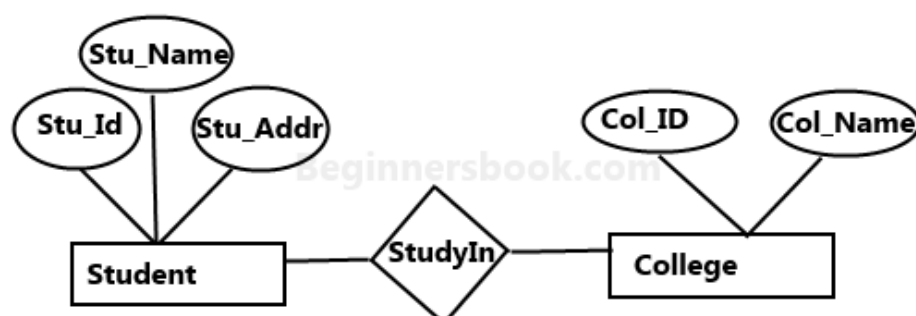 Stu_Name
Stu_Id
Stu_Addr
Col_ID
Col_Name
Beginnersbook.com
StudyIn
Student
College